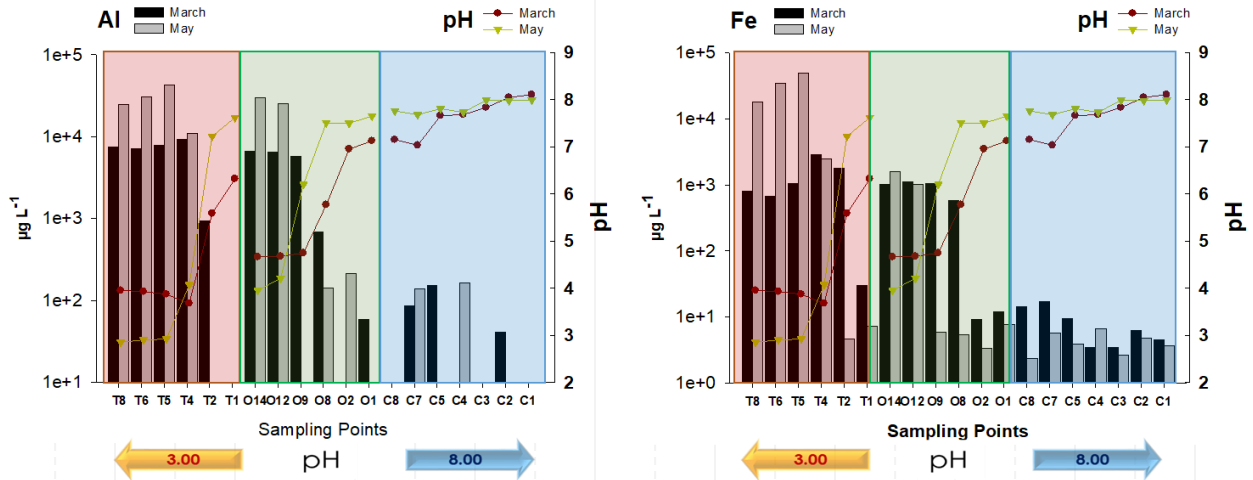 Al
March
May
pH
March
May
1e+5
1e+4
1e+3
1e+2
1e+1
µg L-1
9
8
7
6
5
4
3
2
pH
T8 T6 T5 T4 T2 T1 O14 O12 O9 O8 O2 O1 C8 C7 C5 C4 C3 C2 C1
Sampling Points
3.00
pH
8.00
Fe
March
May
pH
March
May
1e+5
1e+4
1e+3
1e+2
1e+1
1e+0
µg L-1
9
8
7
6
5
4
3
2
pH
T8 T6 T5 T4 T2 T1 O14 O12 O9 O8 O2 O1 C8 C7 C5 C4 C3 C2 C1
Sampling Points
3.00
pH
8.00